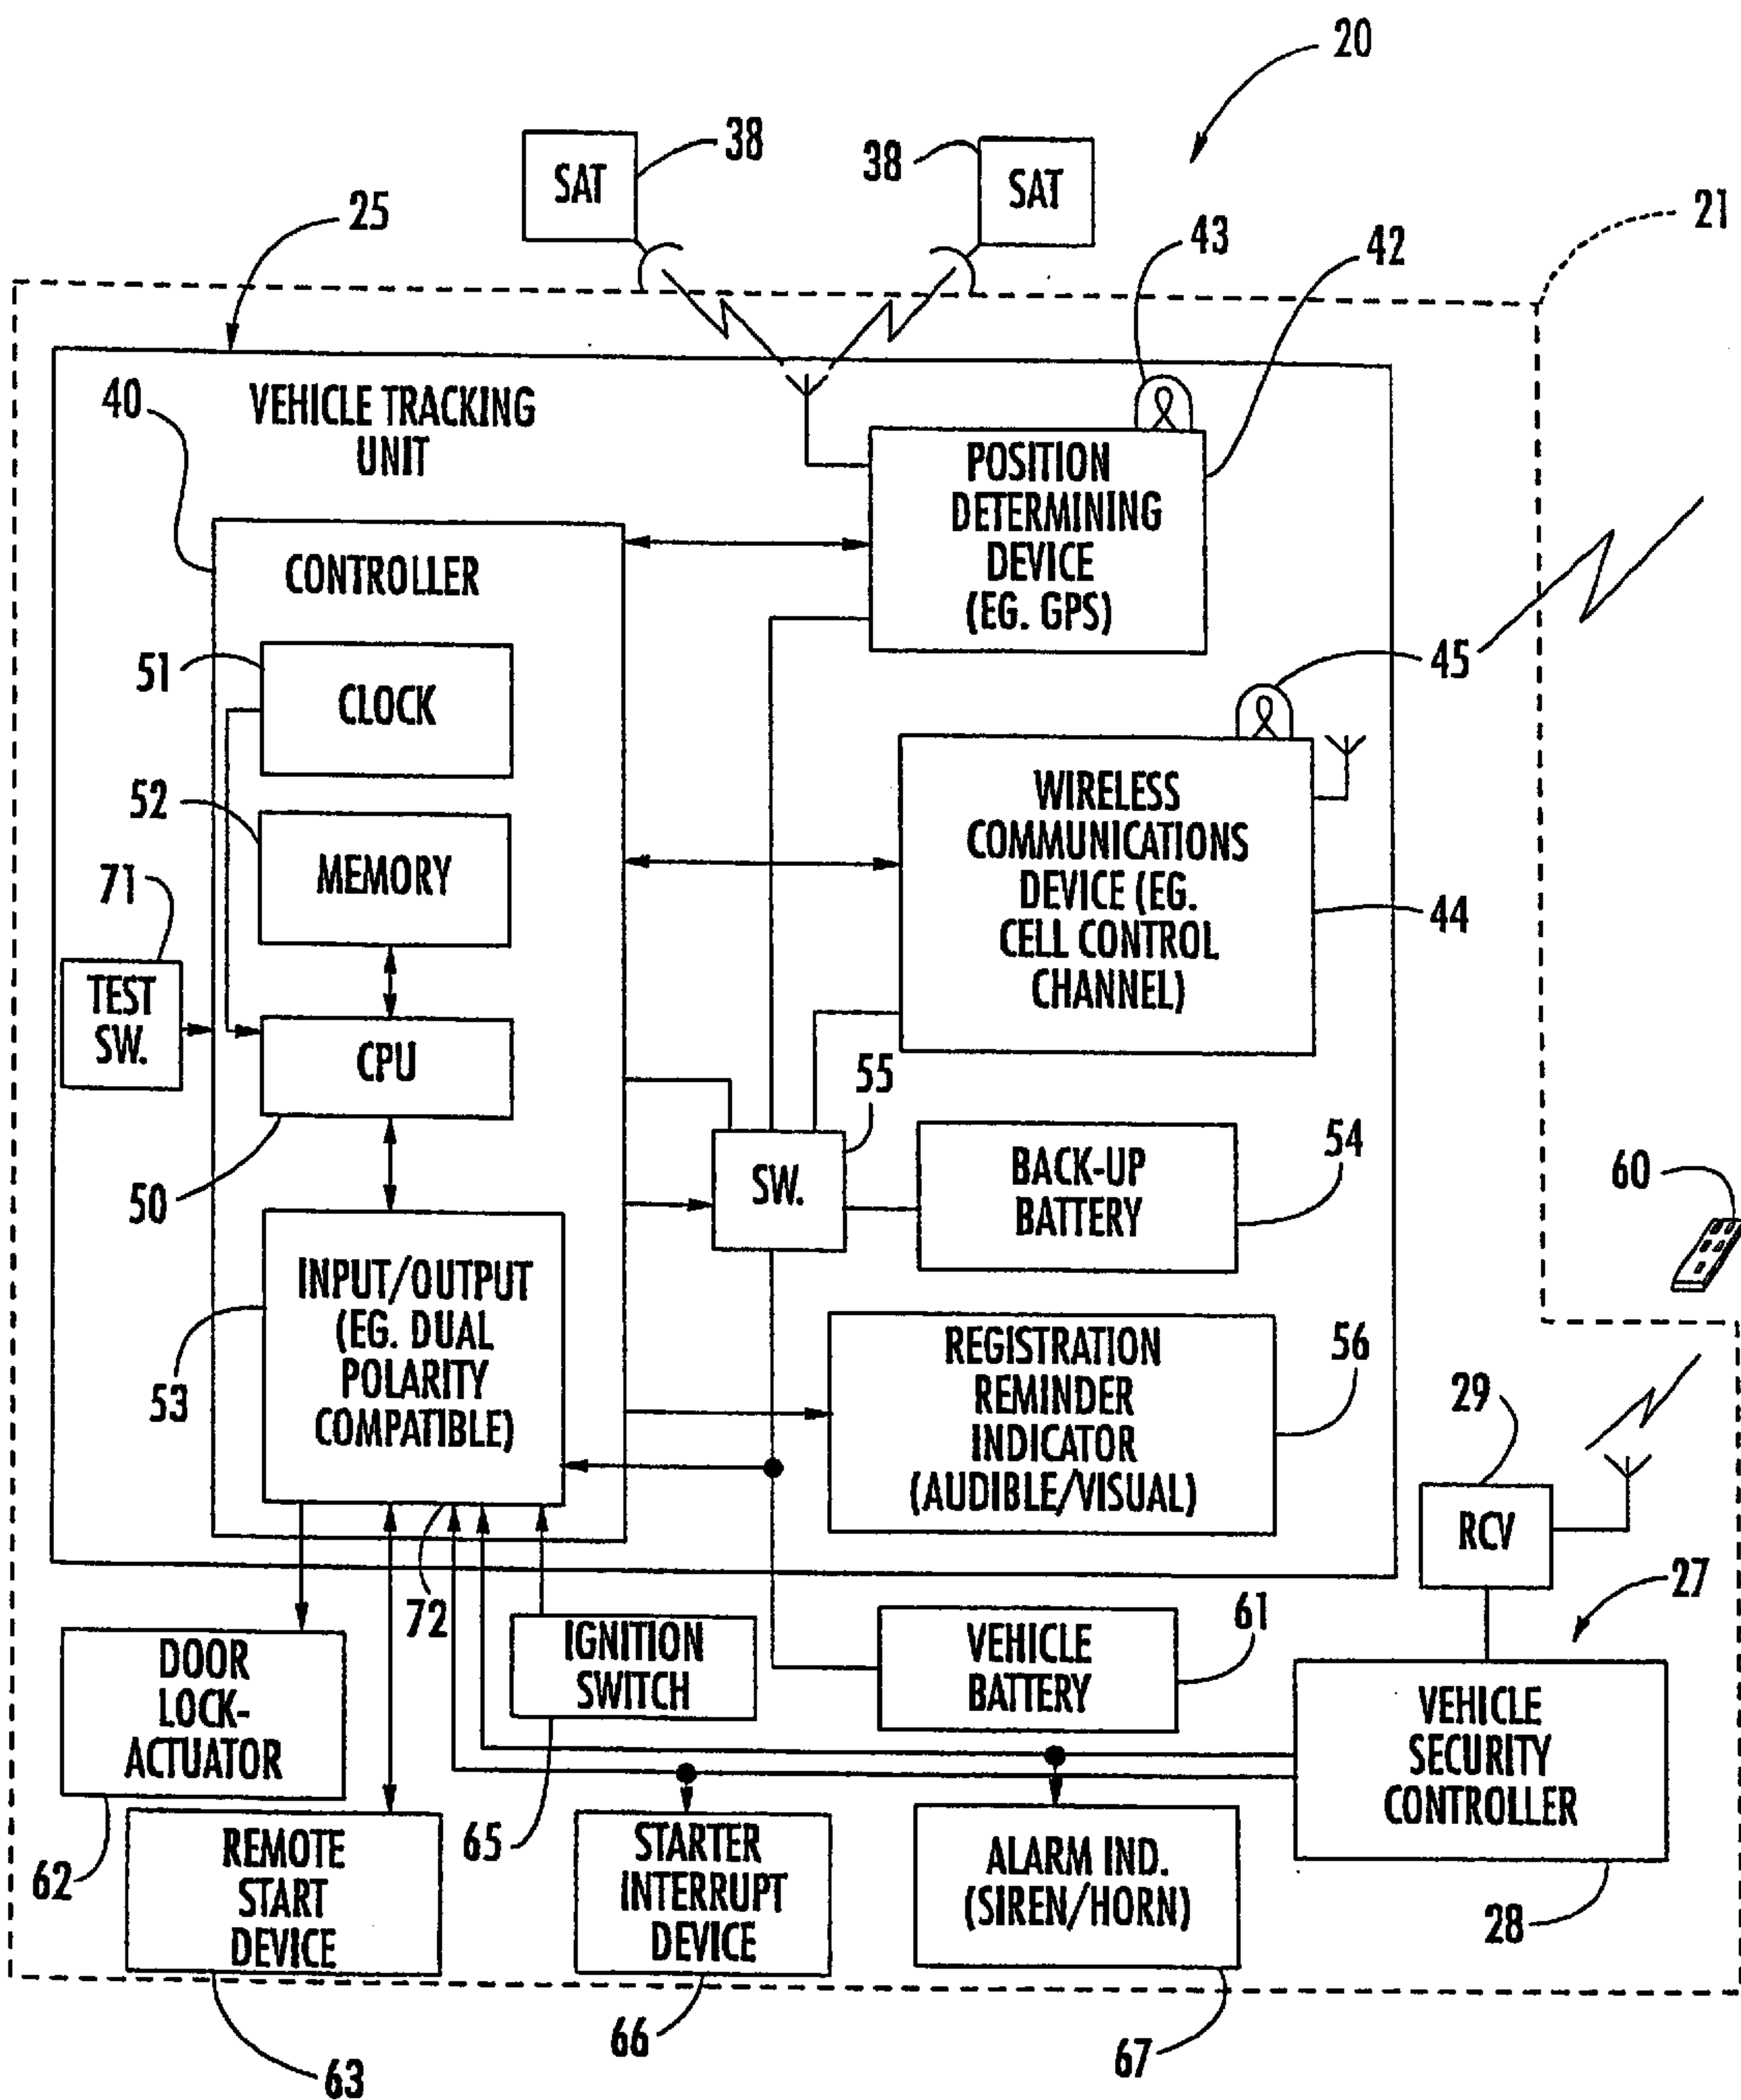 20
SAT
38
38
SAT
25
43
42
21
40
VEHICLE TRACKING
UNIT
POSITION
DETERMINING
DEVICE
(EG. GPS)
CONTROLLER
51
CLOCK
45
52
MEMORY
WIRELESS
COMMUNICATIONS
DEVICE (EG.
CELL CONTROL
CHANNEL)
44
71
TEST
SW.
CPU
50
55
SW.
BACK-UP
BATTERY
54
60
INPUT/OUTPUT
(EG. DUAL
POLARITY
COMPATIBLE)
53
REGISTRATION
REMINDER
INDICATOR
(AUDIBLE/VISUAL)
56
29
RCV
27
72
DOOR
LOCK-
ACTUATOR
62
IGNITION
SWITCH
65
VEHICLE
BATTERY
61
VEHICLE
SECURITY
CONTROLLER
28
REMOTE
START
DEVICE
63
STARTER
INTERRUPT
DEVICE
66
ALARM IND.
(SIREN/HORN)
67